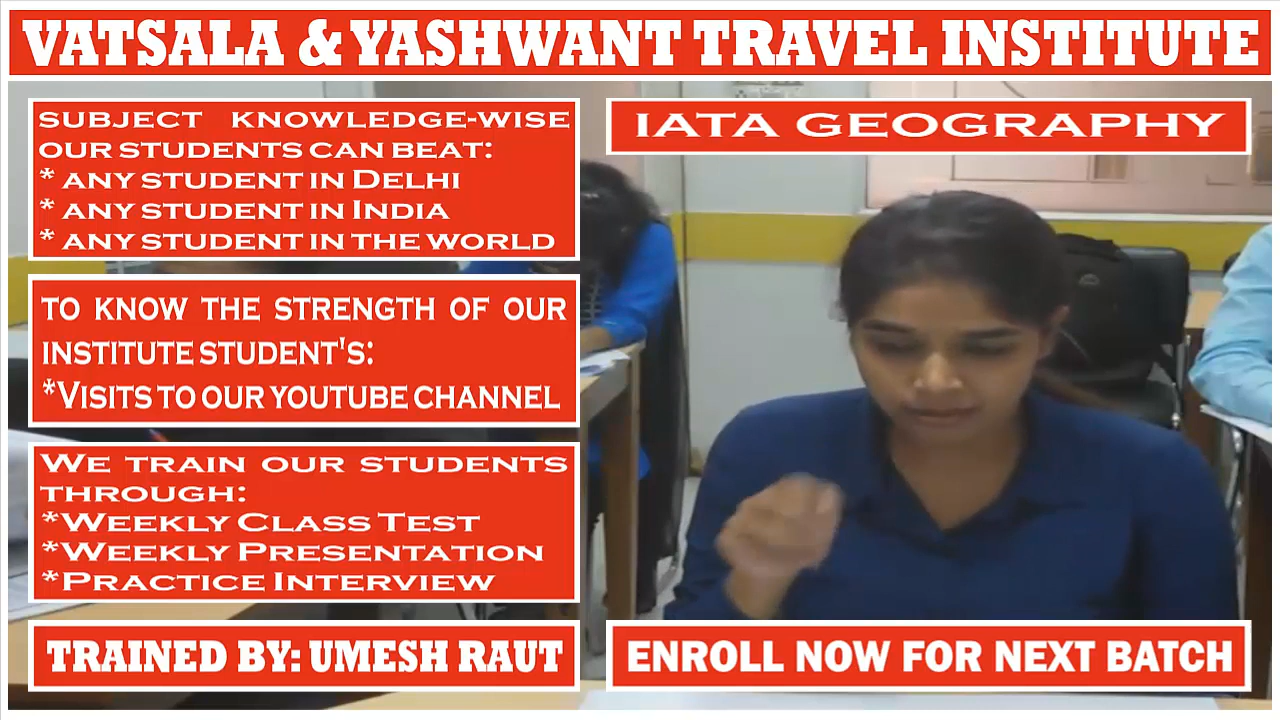 VATSALA & YASHWANT TRAVEL INSTITUTE
SUBJECT KNOWLEDGE-WISE
OUR STUDENTS CAN BEAT:
* ANY STUDENT IN DELHI
* ANY STUDENT IN INDIA
* ANY STUDENT IN THE WORLD
TO KNOW THE STRENGTH OF OUR
INSTITUTE STUDENT'S:
*VISITS TO OUR YOUTUBE CHANNEL
WE TRAIN OUR STUDENTS
THROUGH:
*WEEKLY CLASS TEST
*WEEKLY PRESENTATION
*PRACTICE INTERVIEW
TRAINED BY: UMESH RAUT
IATA GEOGRAPHY
ENROLL NOW FOR NEXT BATCH